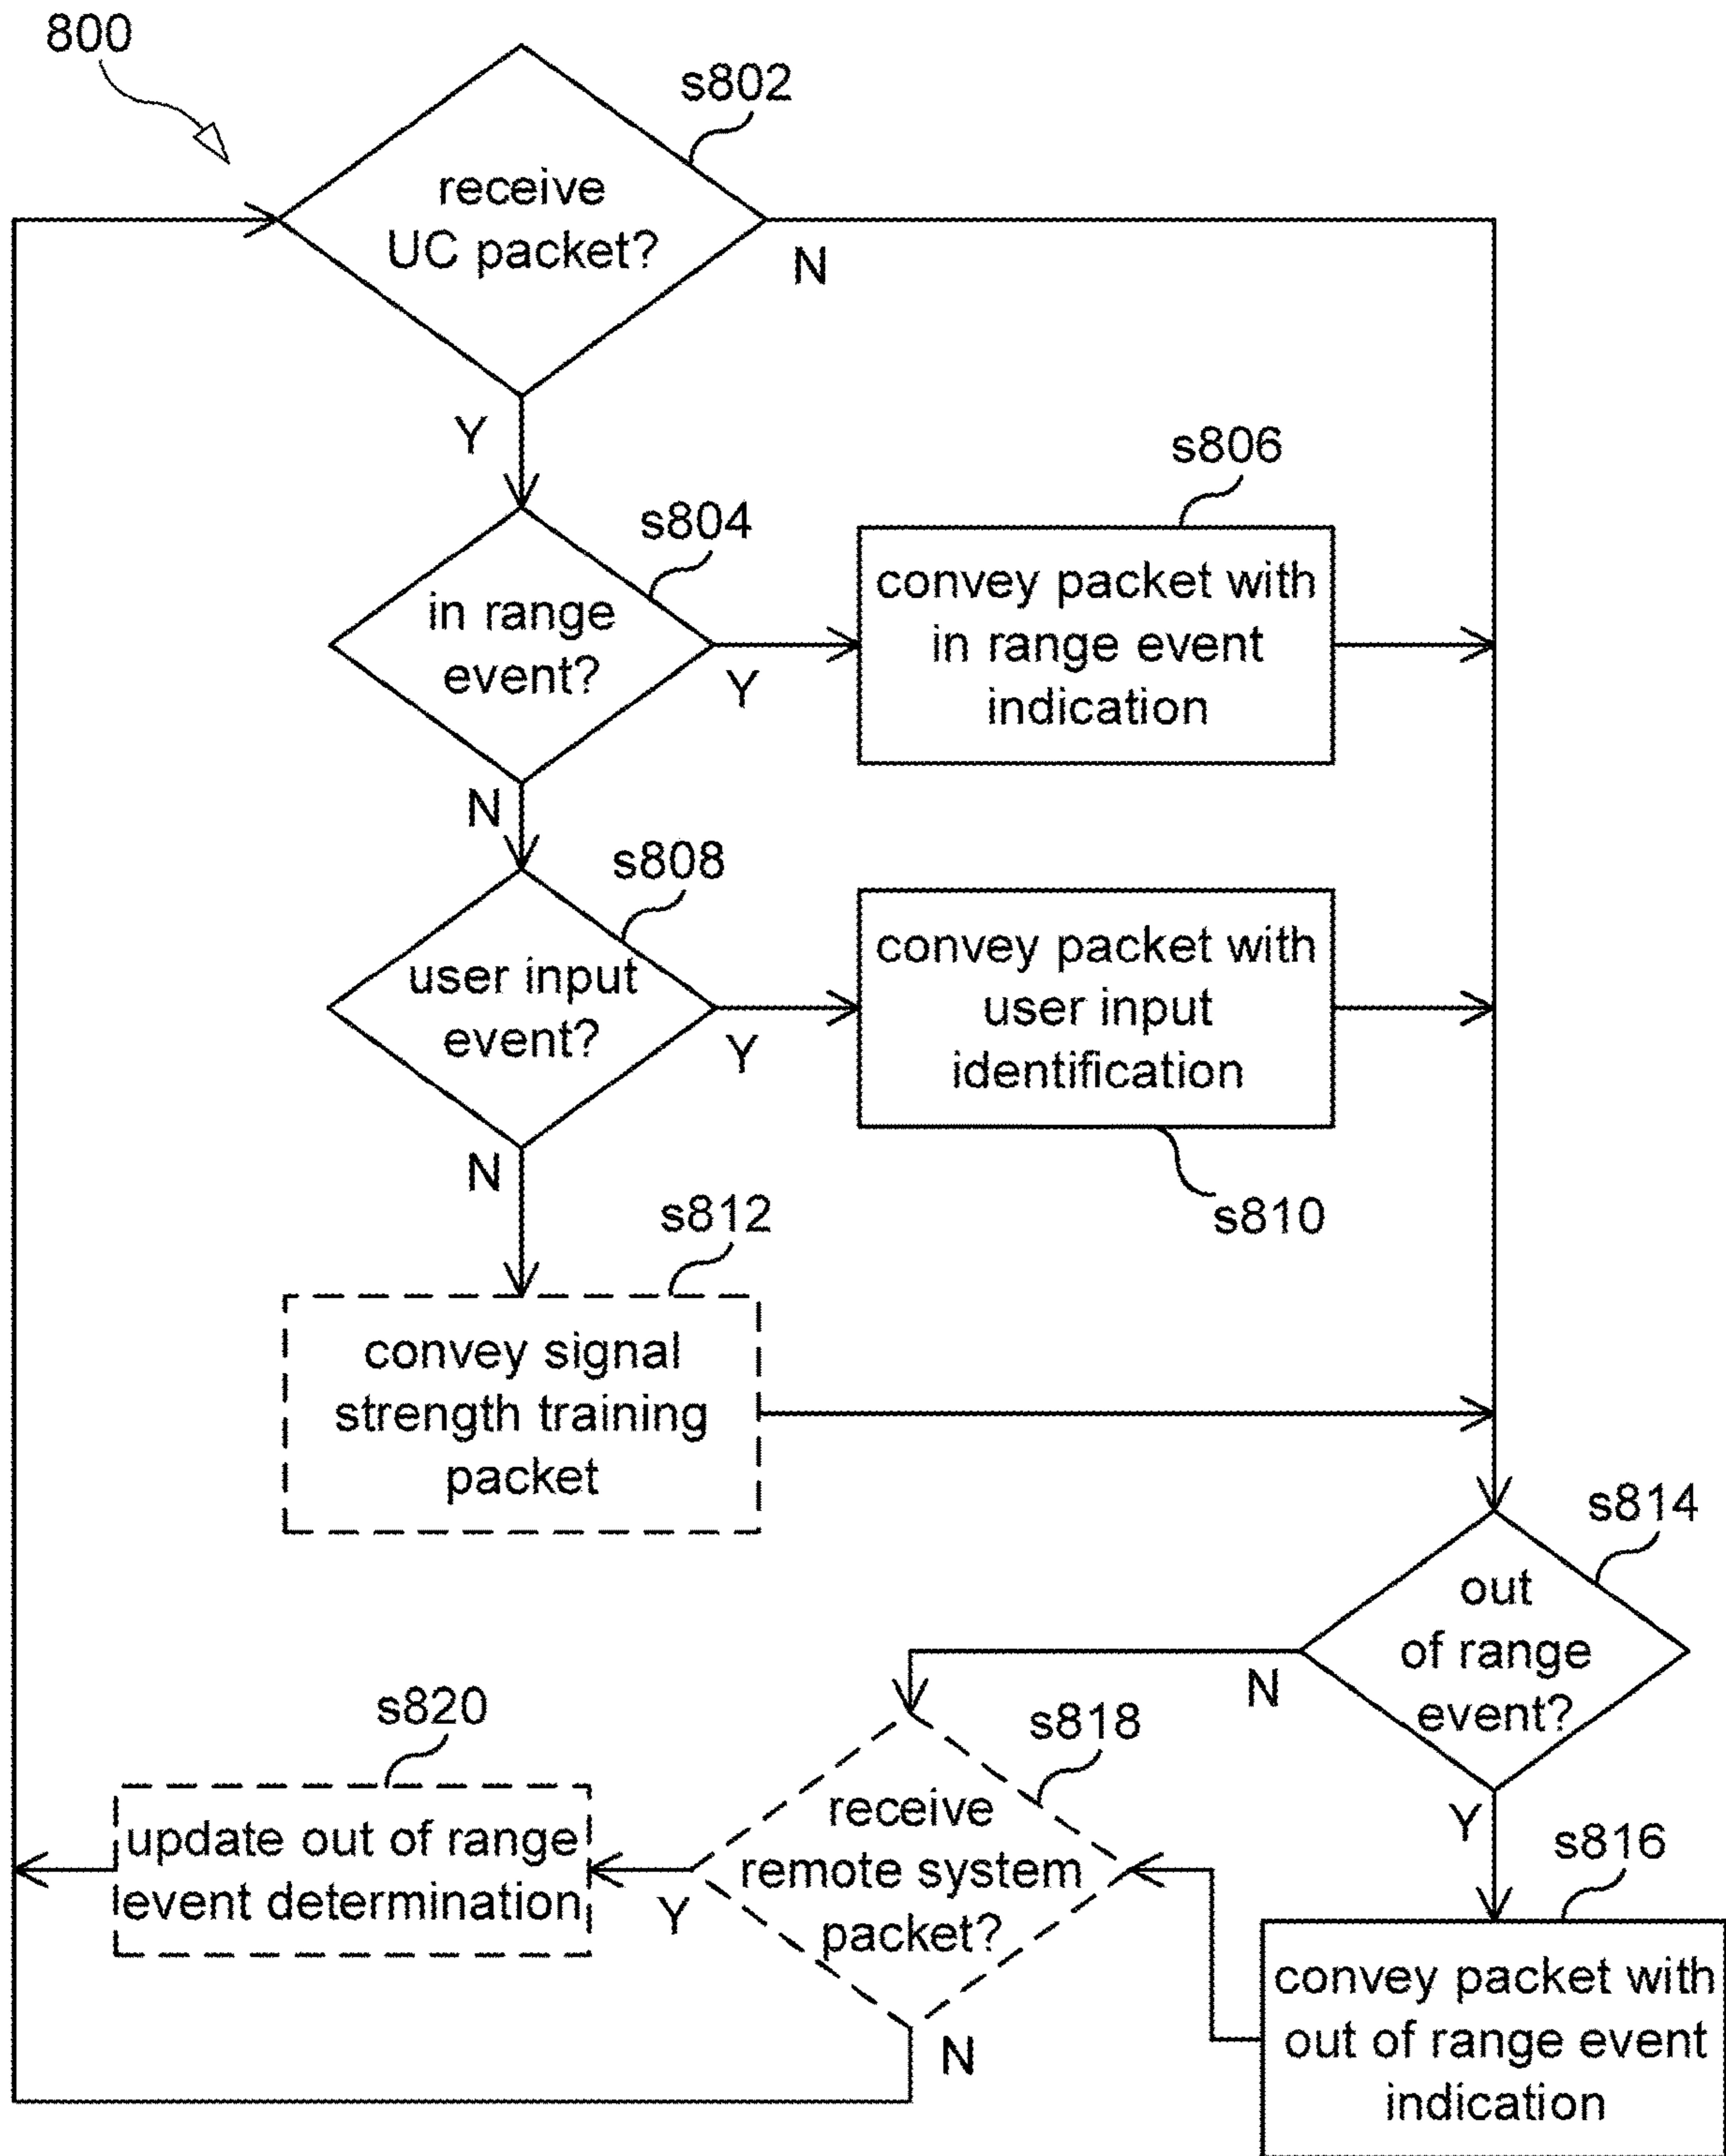 800
s802
receive
UC packet?
N
Y
s804
in range
event?
Y
N
s806
convey packet with
in range event
indication
s808
user input
event?
Y
N
convey packet with
user input
identification
s810
s812
convey signal
strength training
packet
s814
out
of range
event?
N
Y
s816
convey packet with
out of range event
indication
s818
receive
remote system
packet?
Y
N
s820
update out of range
event determination